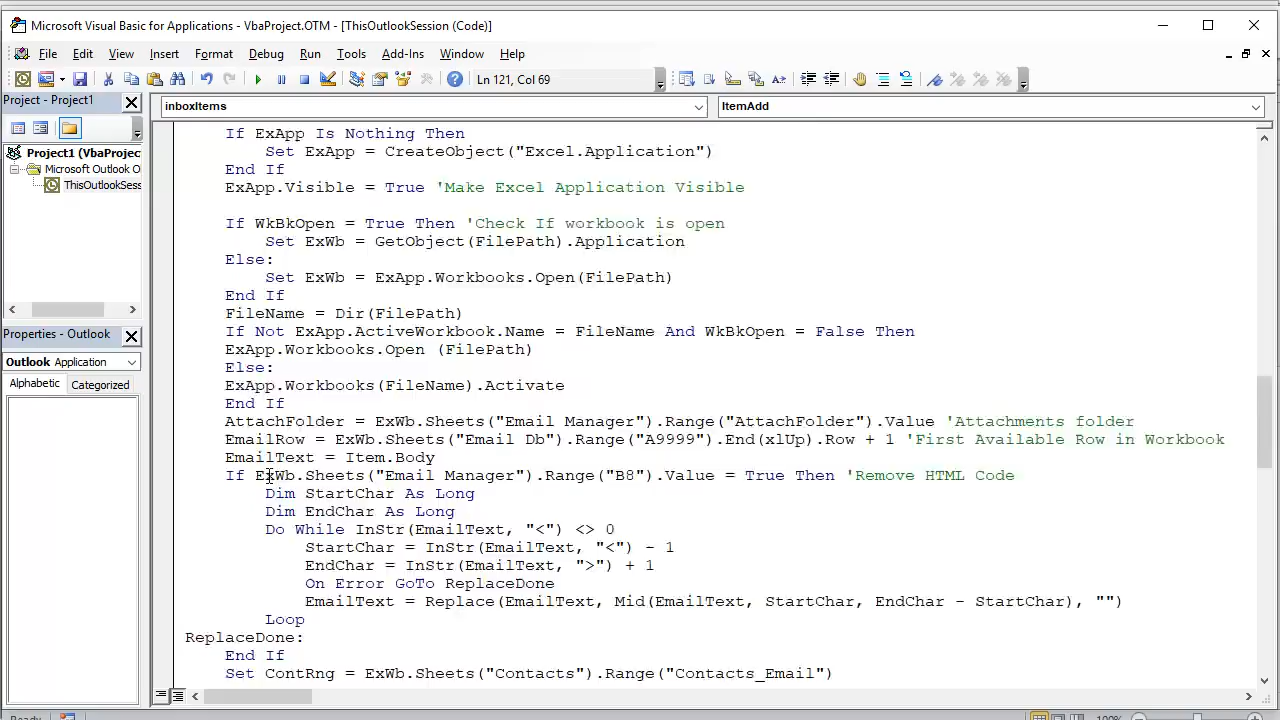 Microsoft Visual Basic for Applications - VbaProject.OTM - [ThisOutlookSession (Code)]
File Edit View Insert Format Debug Run Tools Add-Ins Window Help
Ln 121, Col 69
Project - Project1
inboxItems
ItemAdd
Project1 (VbaProjec
Microsoft Outlook O
ThisOutlookSess
Properties - Outlook
Outlook Application
Alphabetic Categorized
If ExApp Is Nothing Then
Set ExApp = CreateObject("Excel.Application")
End If
ExApp.Visible = True 'Make Excel Application Visible
If WkBkOpen = True Then 'Check If workbook is open
Set ExWb = GetObject(FilePath).Application
Else:
Set ExWb = ExApp.Workbooks.Open(FilePath)
End If
FileName = Dir(FilePath)
If Not ExApp.ActiveWorkbook.Name = FileName And WkBkOpen = False Then
ExApp.Workbooks.Open (FilePath)
Else:
ExApp.Workbooks(FileName).Activate
End If
AttachFolder = ExWb.Sheets("Email Manager").Range("AttachFolder").Value 'Attachments folder
EmailRow = ExWb.Sheets("Email Db").Range("A9999").End(xlUp).Row + 1 'First Available Row in Workbook
EmailText = Item.Body
If ExWb.Sheets("Email Manager").Range("B8").Value = True Then 'Remove HTML Code
Dim StartChar As Long
Dim EndChar As Long
Do While InStr(EmailText, "<") <> 0
StartChar = InStr(EmailText, "<") - 1
EndChar = InStr(EmailText, ">") + 1
On Error GoTo ReplaceDone
EmailText = Replace(EmailText, Mid(EmailText, StartChar, EndChar - StartChar), "")
Loop
ReplaceDone:
End If
Set ContRng = ExWb.Sheets("Contacts").Range("Contacts_Email")
Ready
100%